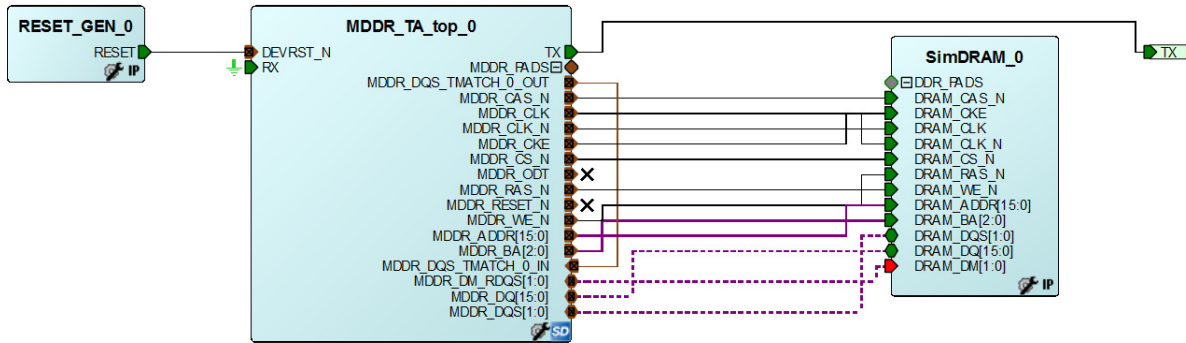 RESET_GEN_0
RESET
IP
MDDR_TA_top_0
DEVRST_N
RX
TX
MDDR_PADS
MDDR_DQS_TMATCH_0_OUT
MDDR_CAS_N
MDDR_CLK
MDDR_CLK_N
MDDR_CKE
MDDR_CS_N
MDDR_ODT
MDDR_RAS_N
MDDR_RESET_N
MDDR_WE_N
MDDR_ADDR[15:0]
MDDR_BA[2:0]
MDDR_DQS_TMATCH_0_IN
MDDR_DM_RDQS[1:0]
MDDR_DQ[15:0]
MDDR_DQS[1:0]
SD
SimDRAM_0
DDR_PADS
DRAM_CAS_N
DRAM_CKE
DRAM_CLK
DRAM_CLK_N
DRAM_CS_N
DRAM_RAS_N
DRAM_WE_N
DRAM_ADDR[15:0]
DRAM_BA[2:0]
DRAM_DQS[1:0]
DRAM_DQ[15:0]
DRAM_DM[1:0]
IP
TX